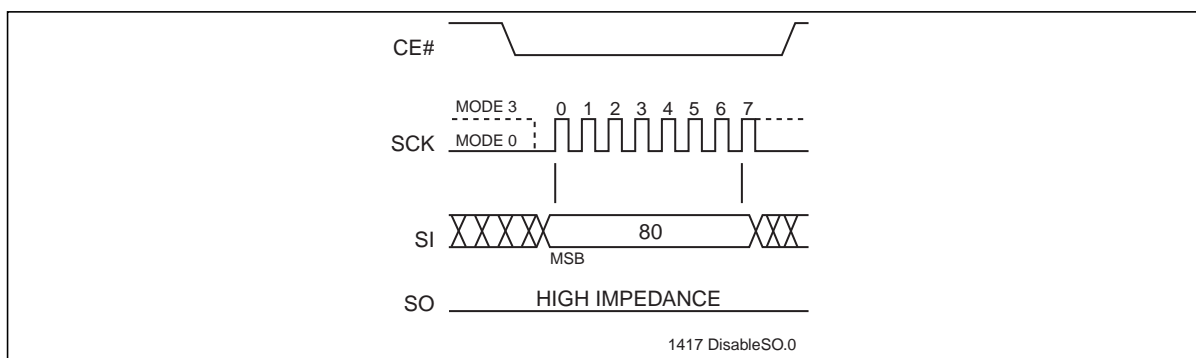 CE#
MODE 3
0 1 2 3 4 5 6 7
SCK
MODE 0
SI
80
MSB
SO
HIGH IMPEDANCE
1417 DisableSO.0